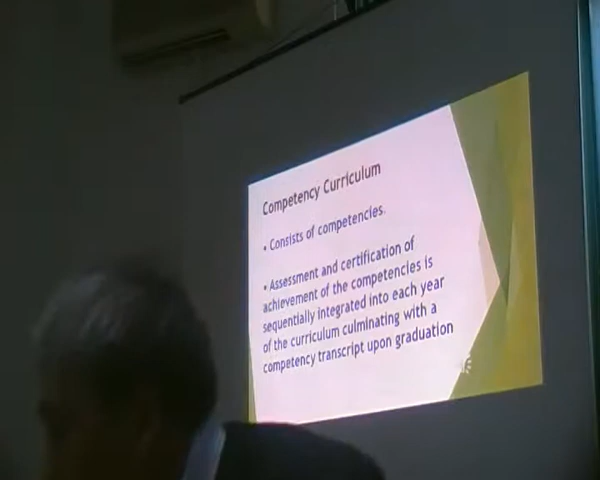 Competency Curriculum
• Consists of competencies.
• Assessment and certification of
achievement of the competencies is
sequentially integrated into each year
of the curriculum culminating with a
competency transcript upon graduation